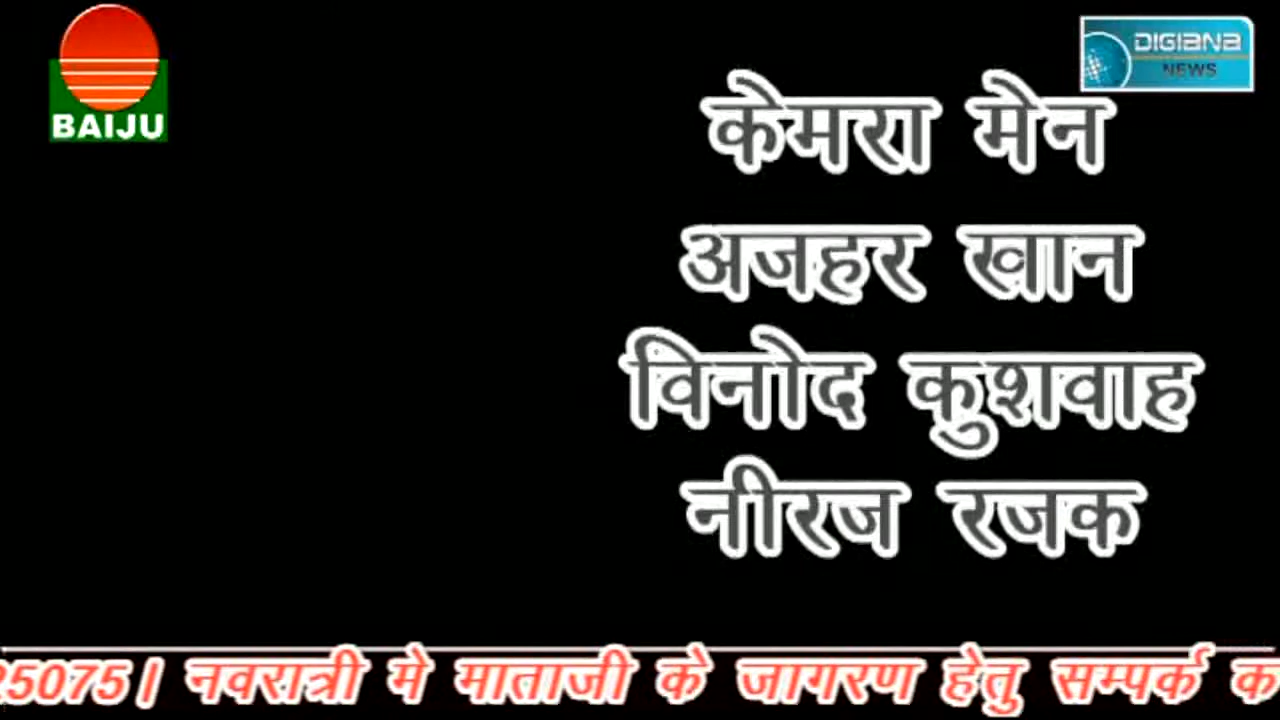 BAIJU
DIGIANA
NEWS
केमरा मेन
अजहर खान
विनोद कुशवाह
नीरज रजक
25075। नवरात्री मे माताजी के जागरण हेतु सम्पर्क क